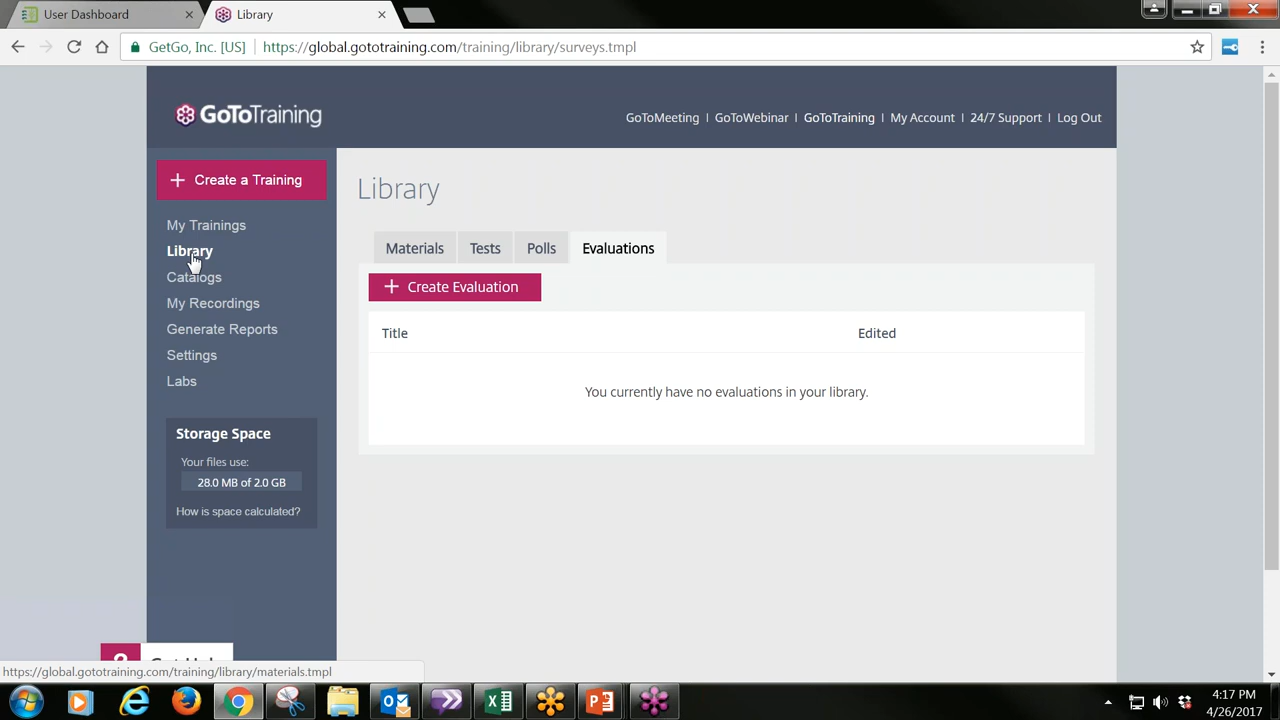 User Dashboard
Library
GetGo, Inc. [US]
https://global.gototraining.com/training/library/surveys.tmpl
GoToTraining
GoToMeeting | GoToWebinar | GoToTraining | My Account | 24/7 Support | Log Out
+ Create a Training
My Trainings
Library
Catalogs
My Recordings
Generate Reports
Settings
Labs
Storage Space
Your files use:
28.0 MB of 2.0 GB
How is space calculated?
Library
Materials Tests Polls Evaluations
+ Create Evaluation
Title Edited
You currently have no evaluations in your library.
https://global.gototraining.com/training/library/materials.tmpl
4:17 PM
4/26/2017